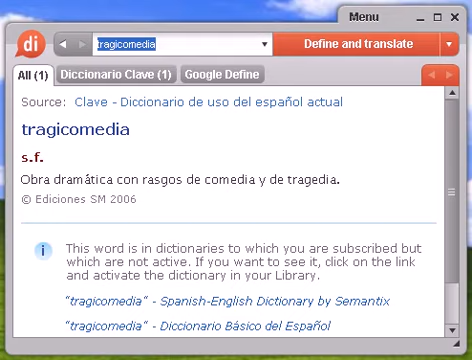 Menu
di
tragicomedia
Define and translate
All (1)
Diccionario Clave (1)
Google Define
Source: Clave - Diccionario de uso del español actual
tragicomedia
s.f.
Obra dramática con rasgos de comedia y de tragedia.
© Ediciones SM 2006
i
This word is in dictionaries to which you are subscribed but
which are not active. If you want to see it, click on the link
and activate the dictionary in your Library.
"tragicomedia" - Spanish-English Dictionary by Semantix
"tragicomedia" - Diccionario Básico del Español